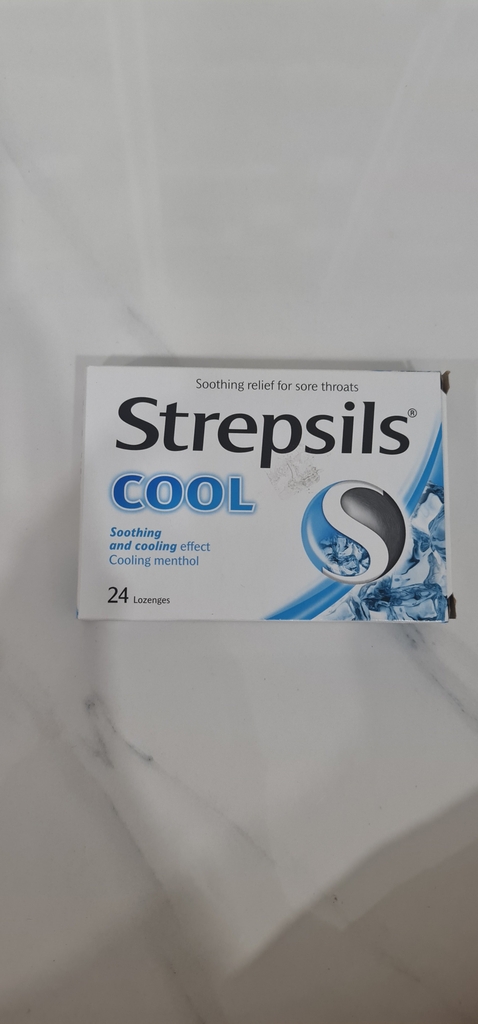 Soothing relief for sore throats
Strepsils®
COOL
Soothing
and cooling effect
Cooling menthol
24 Lozenges